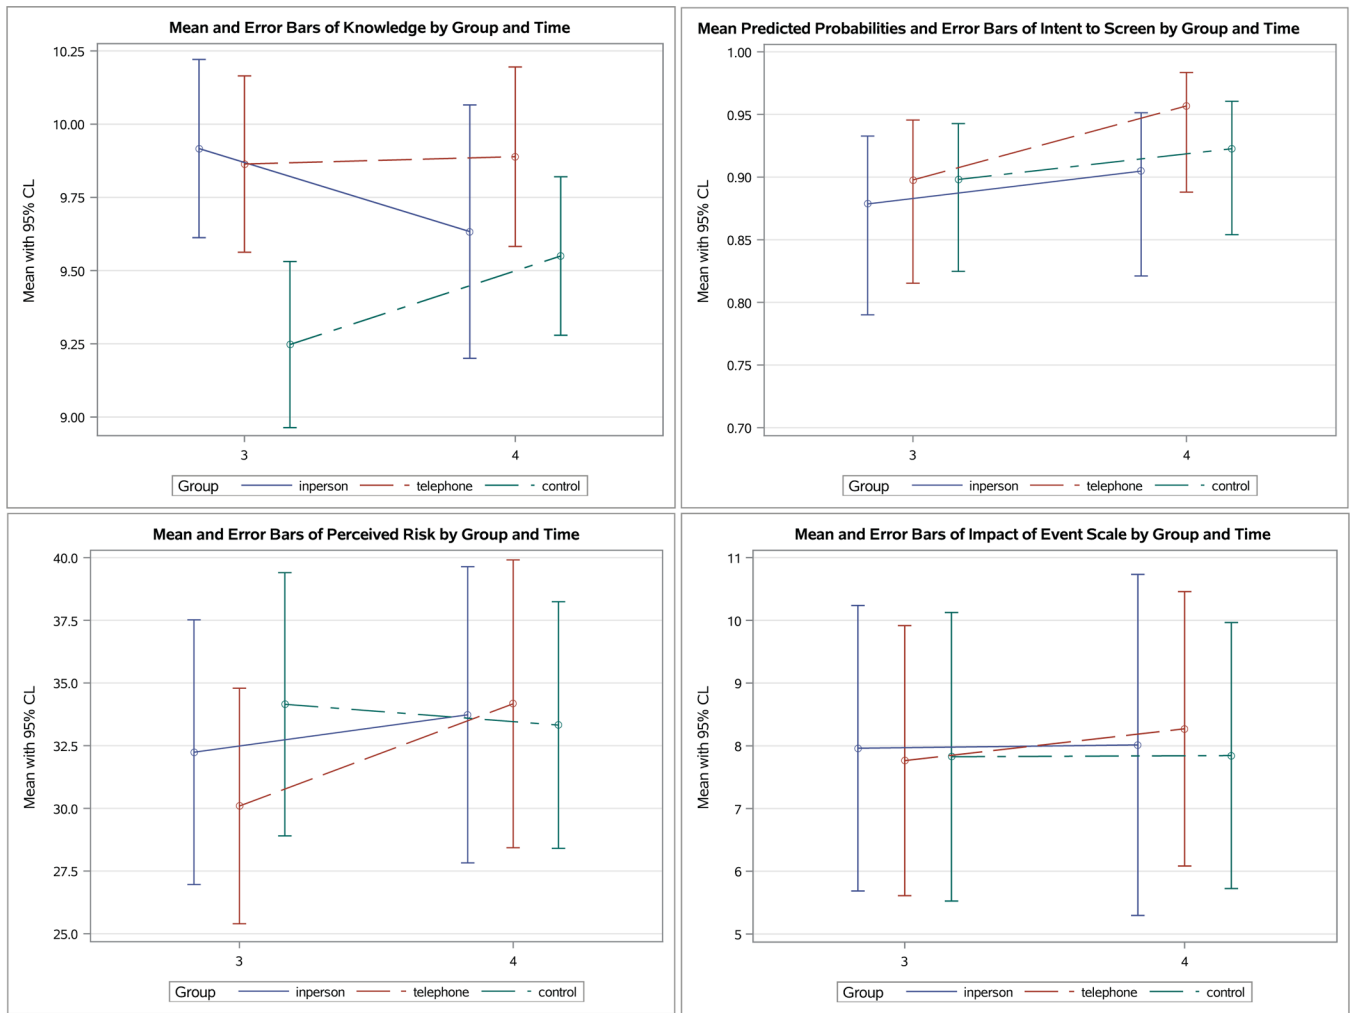 Mean and Error Bars of Knowledge by Group and Time
10.25
10.00
9.75
9.50
9.25
9.00
Mean with 95% CL
3 4
Group inperson telephone control
Mean Predicted Probabilities and Error Bars of Intent to Screen by Group and Time
1.00
0.95
0.90
0.85
0.80
0.75
0.70
Mean with 95% CL
3 4
Group inperson telephone control
Mean and Error Bars of Perceived Risk by Group and Time
40.0
37.5
35.0
32.5
30.0
27.5
25.0
Mean with 95% CL
3 4
Group inperson telephone control
Mean and Error Bars of Impact of Event Scale by Group and Time
11
10
9
8
7
6
5
Mean with 95% CL
3 4
Group inperson telephone control